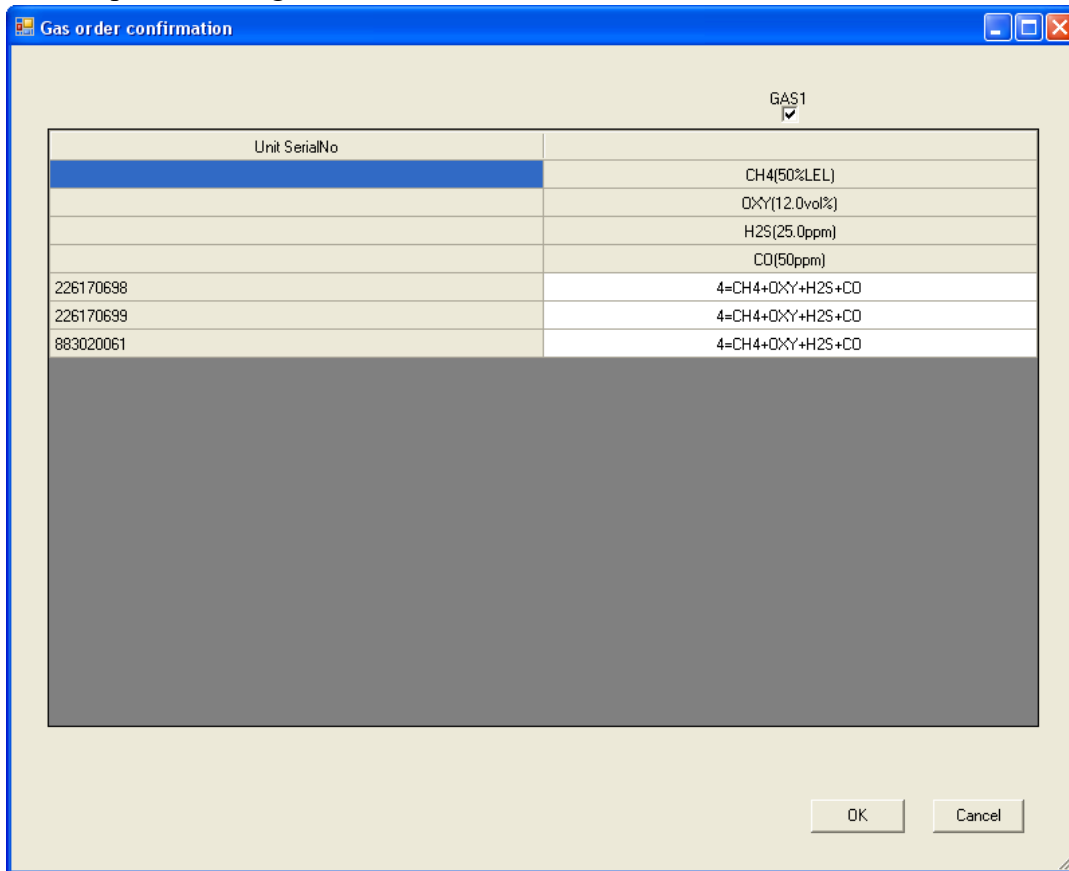 Gas order confirmation
GAS1
Unit SerialNo
CH4(50%LEL)
OXY(12.0vol%)
H2S(25.0ppm)
CO(50ppm)
226170698 4=CH4+OXY+H2S+CO
226170699 4=CH4+OXY+H2S+CO
883020061 4=CH4+OXY+H2S+CO
OK Cancel